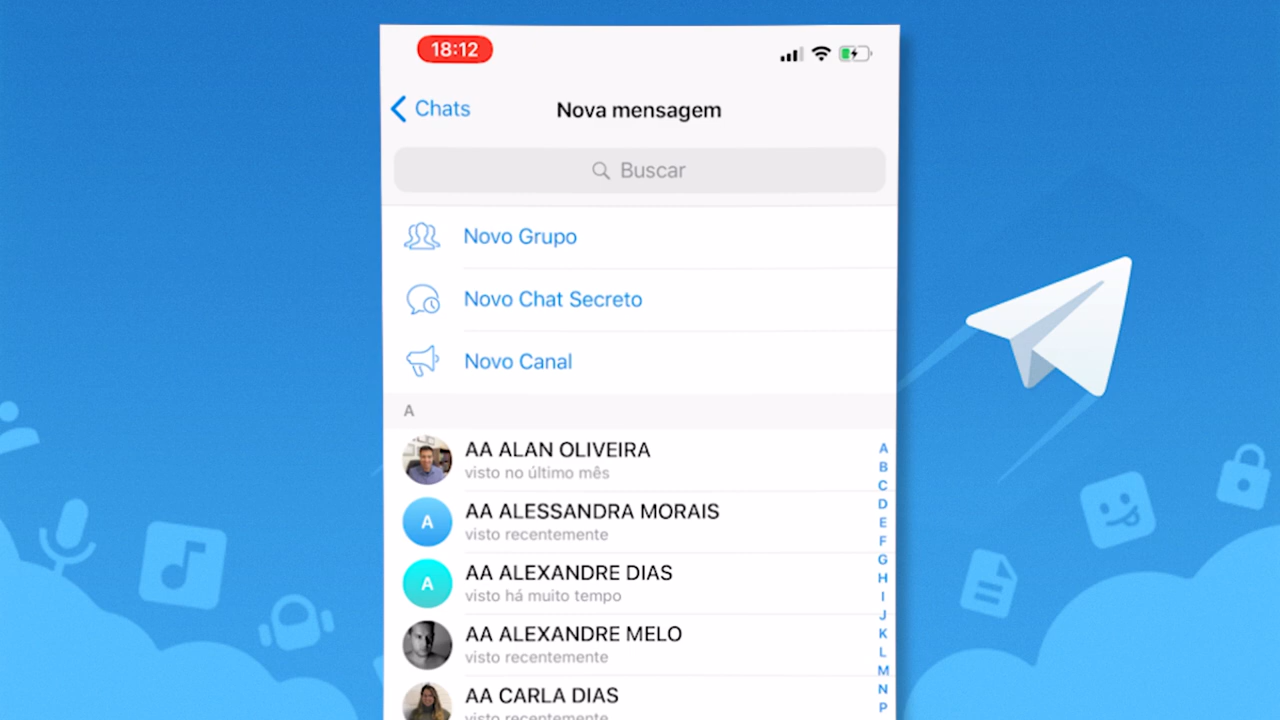 18:12
Chats
Nova mensagem
Buscar
Novo Grupo
Novo Chat Secreto
Novo Canal
A
AA ALAN OLIVEIRA
visto no último mês
A
AA ALESSANDRA MORAIS
visto recentemente
A
AA ALEXANDRE DIAS
visto há muito tempo
AA ALEXANDRE MELO
visto recentemente
AA CARLA DIAS
visto recentemente
A
B
C
D
E
F
G
H
I
J
K
L
M
N
P